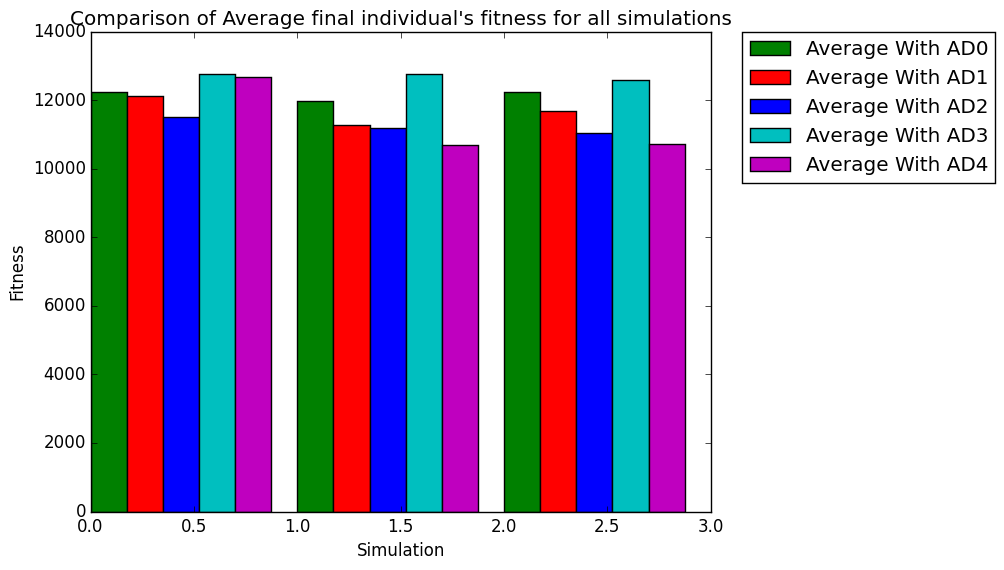 Comparison of Average final individual's fitness for all simulations
14000
12000
10000
8000
6000
4000
2000
0
Fitness
0.0 0.5 1.0 1.5 2.0 2.5 3.0
Simulation
Average With AD0
Average With AD1
Average With AD2
Average With AD3
Average With AD4